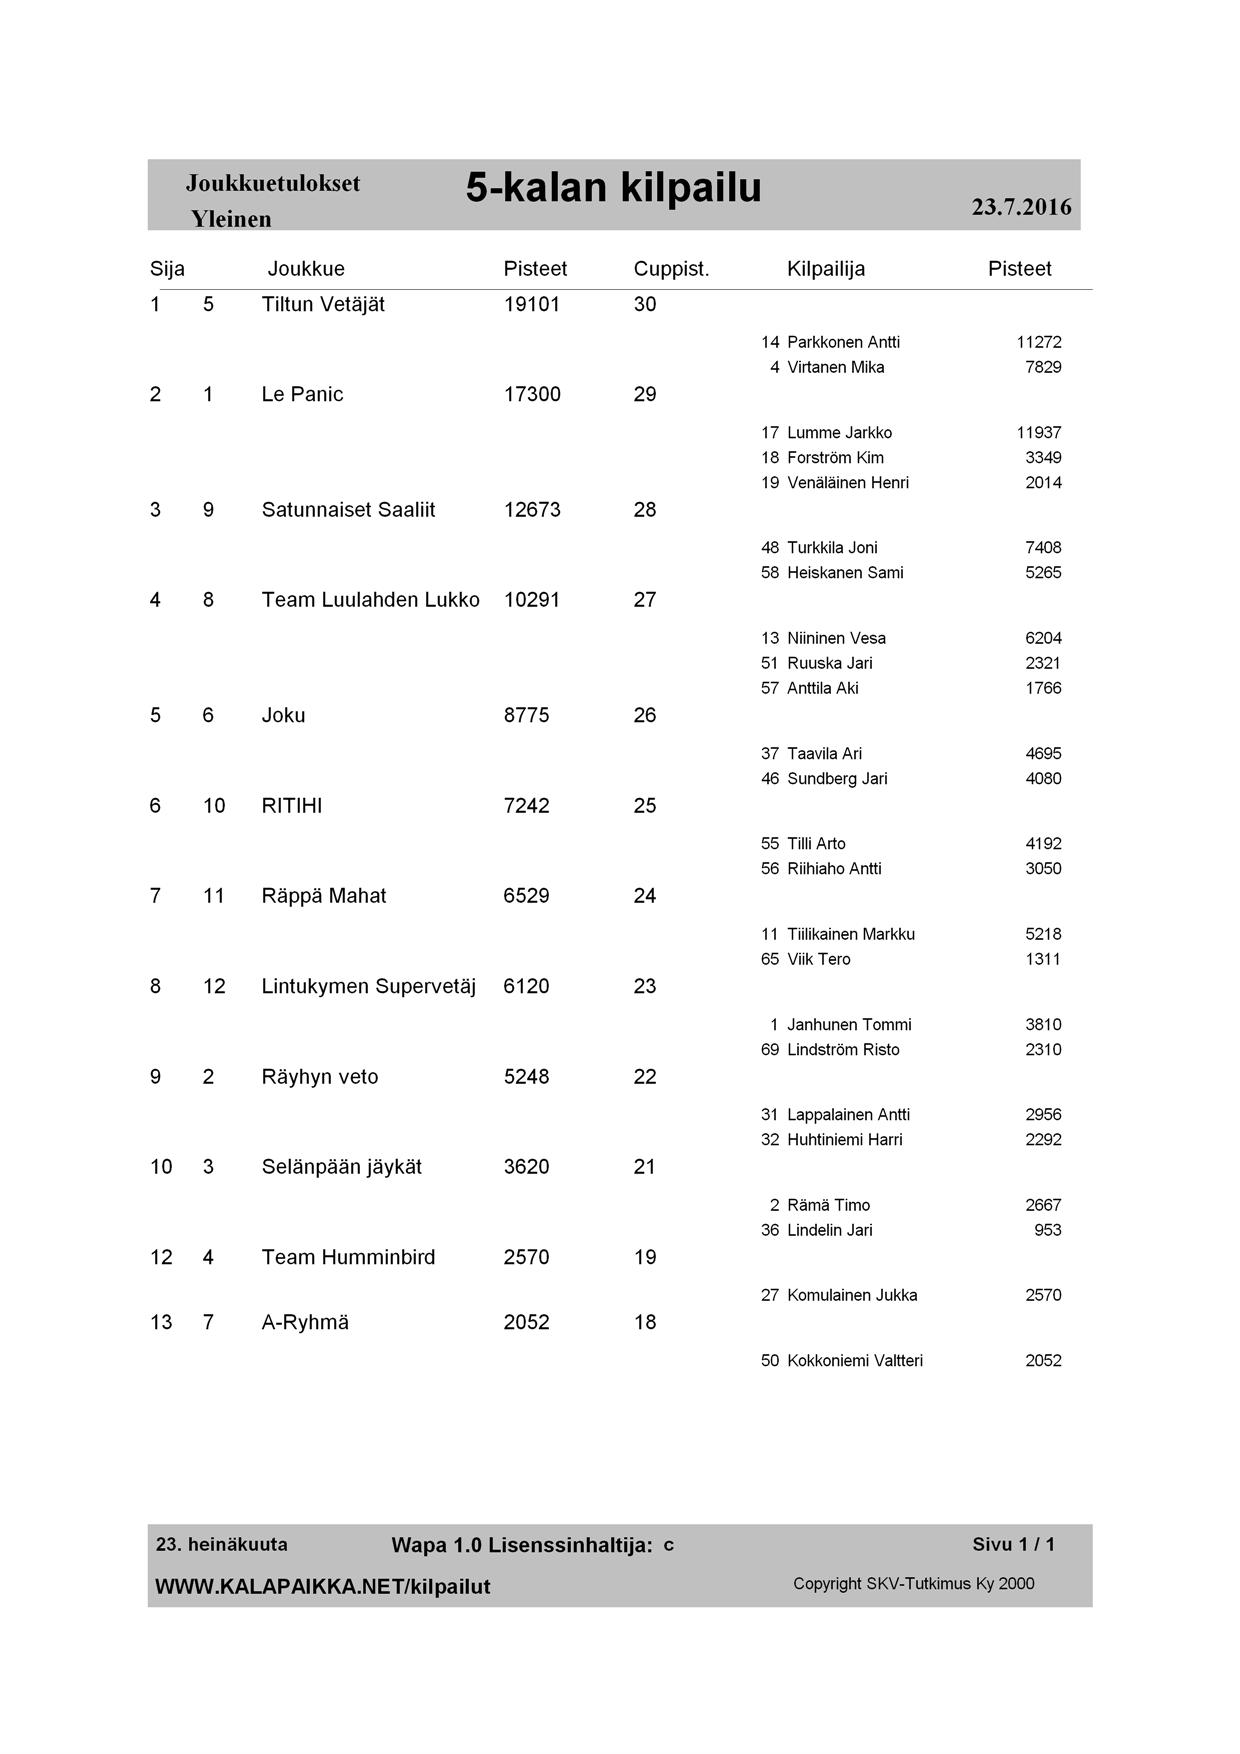 Joukkuetulokset
5-kalan kilpailu
Yleinen
23.7.2016
Sija Joukkue Pisteet Cuppist. Kilpailija Pisteet
1 5 Tiltun Vetäjät 19101 30
14 Parkkonen Antti 11272
4 Virtanen Mika 7829
2 1 Le Panic 17300 29
17 Lumme Jarkko 11937
18 Forström Kim 3349
19 Venäläinen Henri 2014
3 9 Satunnaiset Saaliit 12673 28
48 Turkkila Joni 7408
58 Heiskanen Sami 5265
4 8 Team Luulahden Lukko 10291 27
13 Niininen Vesa 6204
51 Ruuska Jari 2321
57 Anttila Aki 1766
5 6 Joku 8775 26
37 Taavila Ari 4695
46 Sundberg Jari 4080
6 10 RITIHI 7242 25
55 Tilli Arto 4192
56 Riihiaho Antti 3050
7 11 Räppä Mahat 6529 24
11 Tiilikainen Markku 5218
65 Viik Tero 1311
8 12 Lintukymen Supervetäj 6120 23
1 Janhunen Tommi 3810
69 Lindström Risto 2310
9 2 Räyhyn veto 5248 22
31 Lappalainen Antti 2956
32 Huhtiniemi Harri 2292
10 3 Selänpään jäykät 3620 21
2 Rämä Timo 2667
36 Lindelin Jari 953
12 4 Team Humminbird 2570 19
27 Komulainen Jukka 2570
13 7 A-Ryhmä 2052 18
50 Kokkoniemi Valtteri 2052
23. heinäkuuta Wapa 1.0 Lisenssinhaltija: c Sivu 1 / 1
WWW.KALAPAIKKA.NET/kilpailut Copyright SKV-Tutkimus Ky 2000